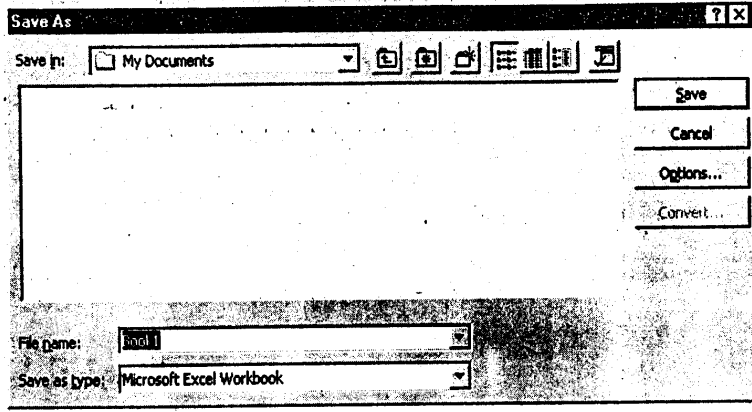 Save As
Save in: My Documents
Save
Cancel
Options...
Convert...
File name: Book1
Save as type: Microsoft Excel Workbook